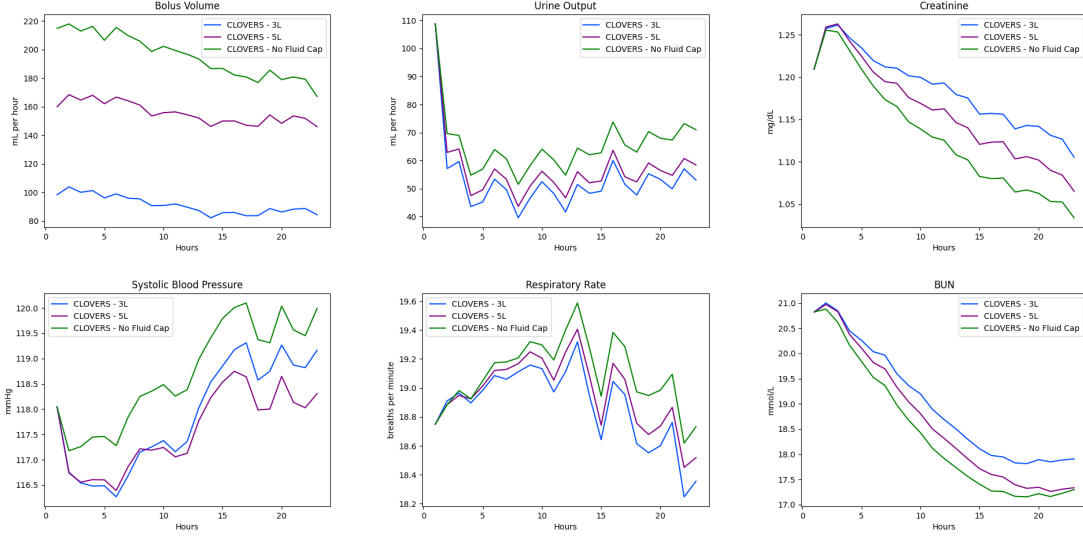 Bolus Volume
CLOVERS - 3L
CLOVERS - 5L
CLOVERS - No Fluid Cap
mL per hour
220
200
180
160
140
120
100
80
0
5
10
15
20
Hours
Urine Output
CLOVERS - 3L
CLOVERS - 5L
CLOVERS - No Fluid Cap
mL per hour
110
100
90
80
70
60
50
40
0
5
10
15
20
Hours
Creatinine
CLOVERS - 3L
CLOVERS - 5L
CLOVERS - No Fluid Cap
mg/dL
1.25
1.20
1.15
1.10
1.05
0
5
10
15
20
Hours
Systolic Blood Pressure
CLOVERS - 3L
CLOVERS - 5L
CLOVERS - No Fluid Cap
mmHg
120.0
119.5
119.0
118.5
118.0
117.5
117.0
116.5
0
5
10
15
20
Hours
Respiratory Rate
CLOVERS - 3L
CLOVERS - 5L
CLOVERS - No Fluid Cap
breaths per minute
19.6
19.4
19.2
19.0
18.8
18.6
18.4
18.2
0
5
10
15
20
Hours
BUN
CLOVERS - 3L
CLOVERS - 5L
CLOVERS - No Fluid Cap
mmol/L
21.0
20.5
20.0
19.5
19.0
18.5
18.0
17.5
17.0
0
5
10
15
20
Hours